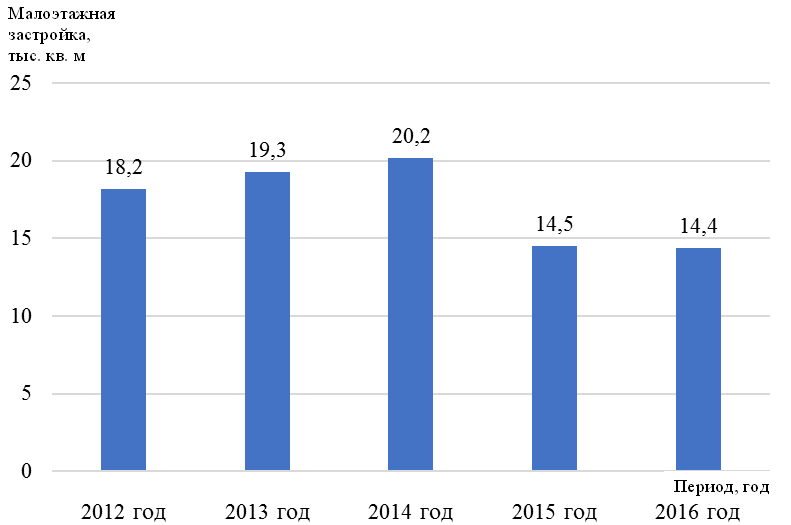 Малоэтажная
застройка,
тыс. кв. м
25
20
15
10
5
0
18,2
19,3
20,2
14,5
14,4
Период, год
2012 год
2013 год
2014 год
2015 год
2016 год